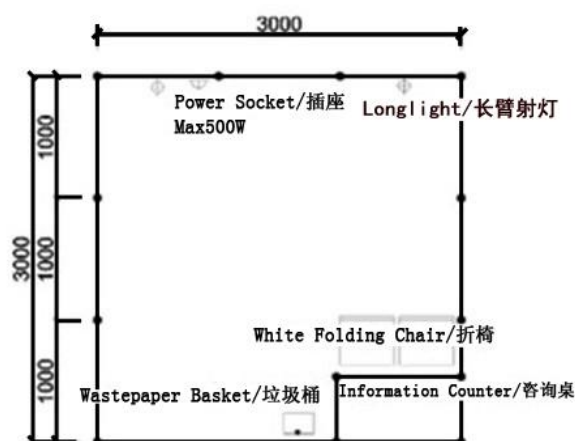 3000
Power Socket/插座
Max500W
Longlight/长臂射灯
3000
1000
1000
1000
White Folding Chair/折椅
Wastepaper Basket/垃圾桶
Information Counter/咨询桌